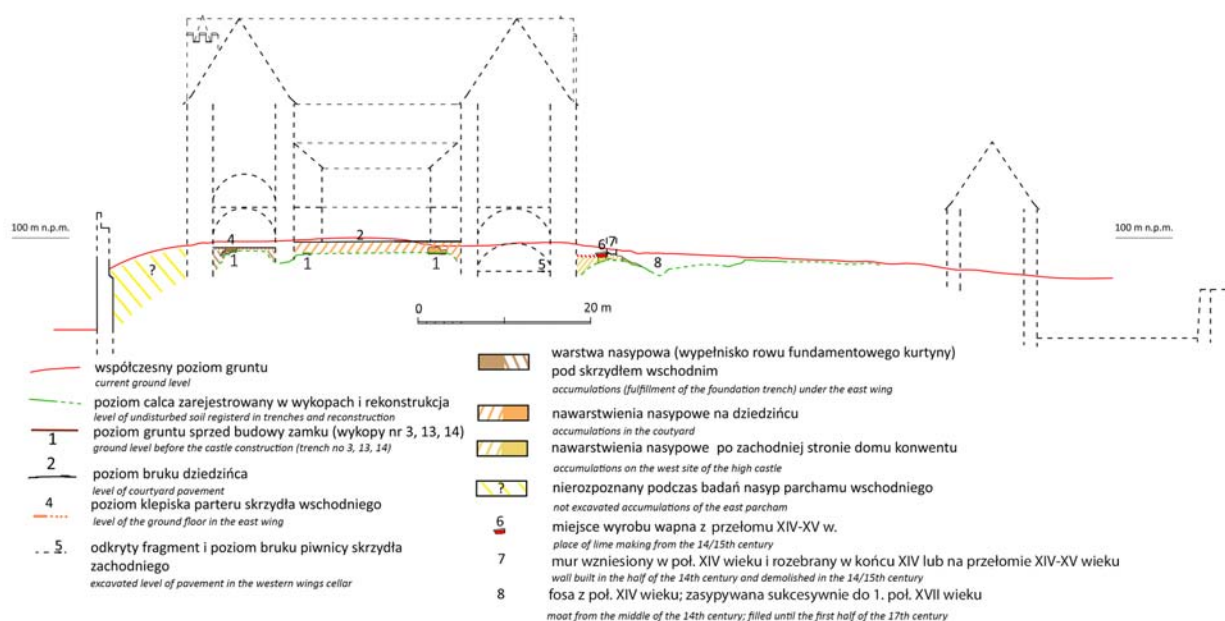 100 m n.p.m.
100 m n.p.m.
4
2
6
7
?
1
1
1
5
8
0
20 m
współczesny poziom gruntu
current ground level
poziom calca zarejestrowany w wykopach i rekonstrukcja
level of undisturbed soil registerd in trenches and reconstruction
1
poziom gruntu sprzed budowy zamku (wykopy nr 3, 13, 14)
ground level before the castle construction (trench no 3, 13, 14)
2
poziom bruku dziedzińca
level of courtyard pavement
4
poziom klepiska parteru skrzydła wschodniego
level of the ground floor in the east wing
5
odkryty fragment i poziom bruku piwnicy skrzydła
zachodniego
excavated level of pavement in the western wings cellar
warstwa nasypowa (wypełnisko rowu fundamentowego kurtyny)
pod skrzydłem wschodnim
accumulations (fulfillment of the foundation trench) under the east wing
nawarstwienia nasypowe na dziedzińcu
accumulations in the coutyard
nawarstwienia nasypowe po zachodniej stronie domu konwentu
accumulations on the west site of the high castle
?
nierozpoznany podczas badań nasyp parchamu wschodniego
not excavated accumulations of the east parcham
6
miejsce wyrobu wapna z przełomu XIV-XV w.
place of lime making from the 14/15th century
7
mur wzniesiony w poł. XIV wieku i rozebrany w końcu XIV lub na przełomie XIV-XV wieku
wall built in the half of the 14th century and demolished in the 14/15th century
8
fosa z poł. XIV wieku; zasypywana sukcesywnie do 1. poł. XVII wieku
moat from the middle of the 14th century; filled until the first half of the 17th century